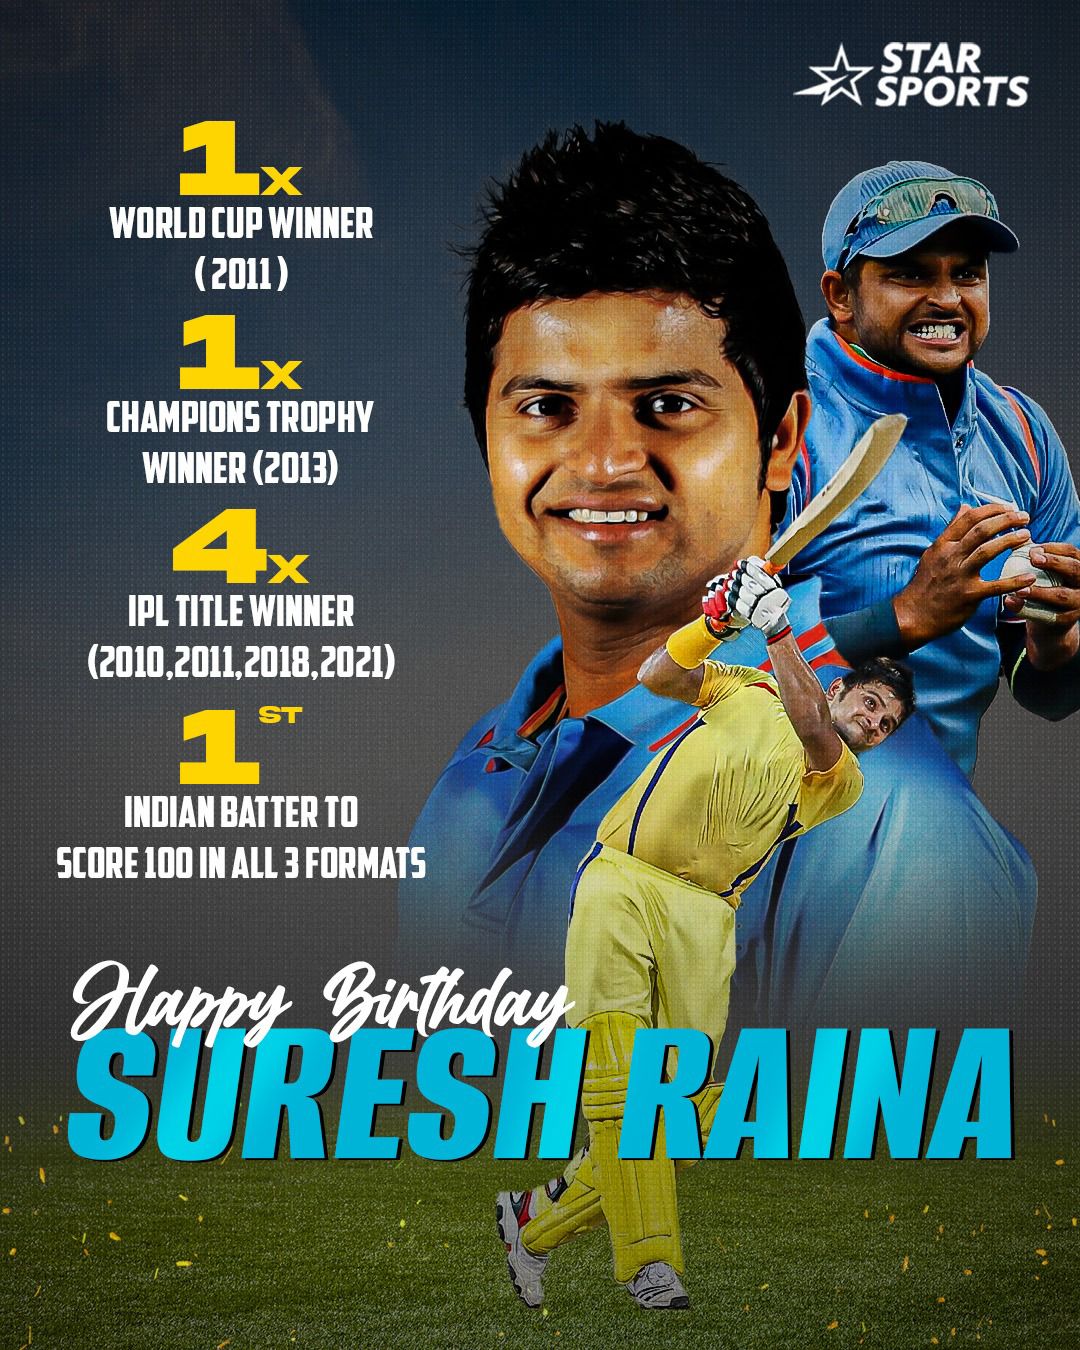 STAR
SPORTS
1x
WORLD CUP WINNER
( 2011 )
1x
CHAMPIONS TROPHY
WINNER (2013)
4x
IPL TITLE WINNER
(2010,2011,2018,2021)
1ST
INDIAN BATTER TO
SCORE 100 IN ALL 3 FORMATS
Happy Birthday
SURESH RAINA